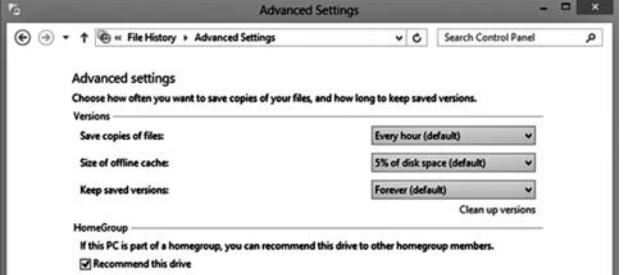 Advanced Settings
« File History ▸ Advanced Settings
Search Control Panel
Advanced settings
Choose how often you want to save copies of your files, and how long to keep saved versions.
Versions
Save copies of files: Every hour (default)
Size of offline cache: 5% of disk space (default)
Keep saved versions: Forever (default)
Clean up versions
HomeGroup
If this PC is part of a homegroup, you can recommend this drive to other homegroup members.
Recommend this drive